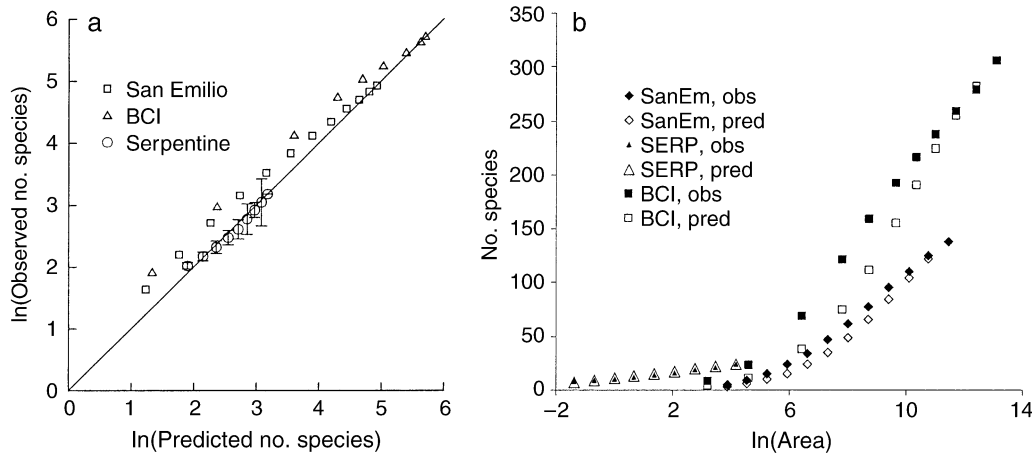 a
6
5
4
3
2
1
0
ln(Observed no. species)
San Emilio
BCI
Serpentine
0 1 2 3 4 5 6
ln(Predicted no. species)
b
350
300
250
200
150
100
50
0
No. species
SanEm, obs
SanEm, pred
SERP, obs
SERP, pred
BCI, obs
BCI, pred
−2 2 6 10 14
ln(Area)